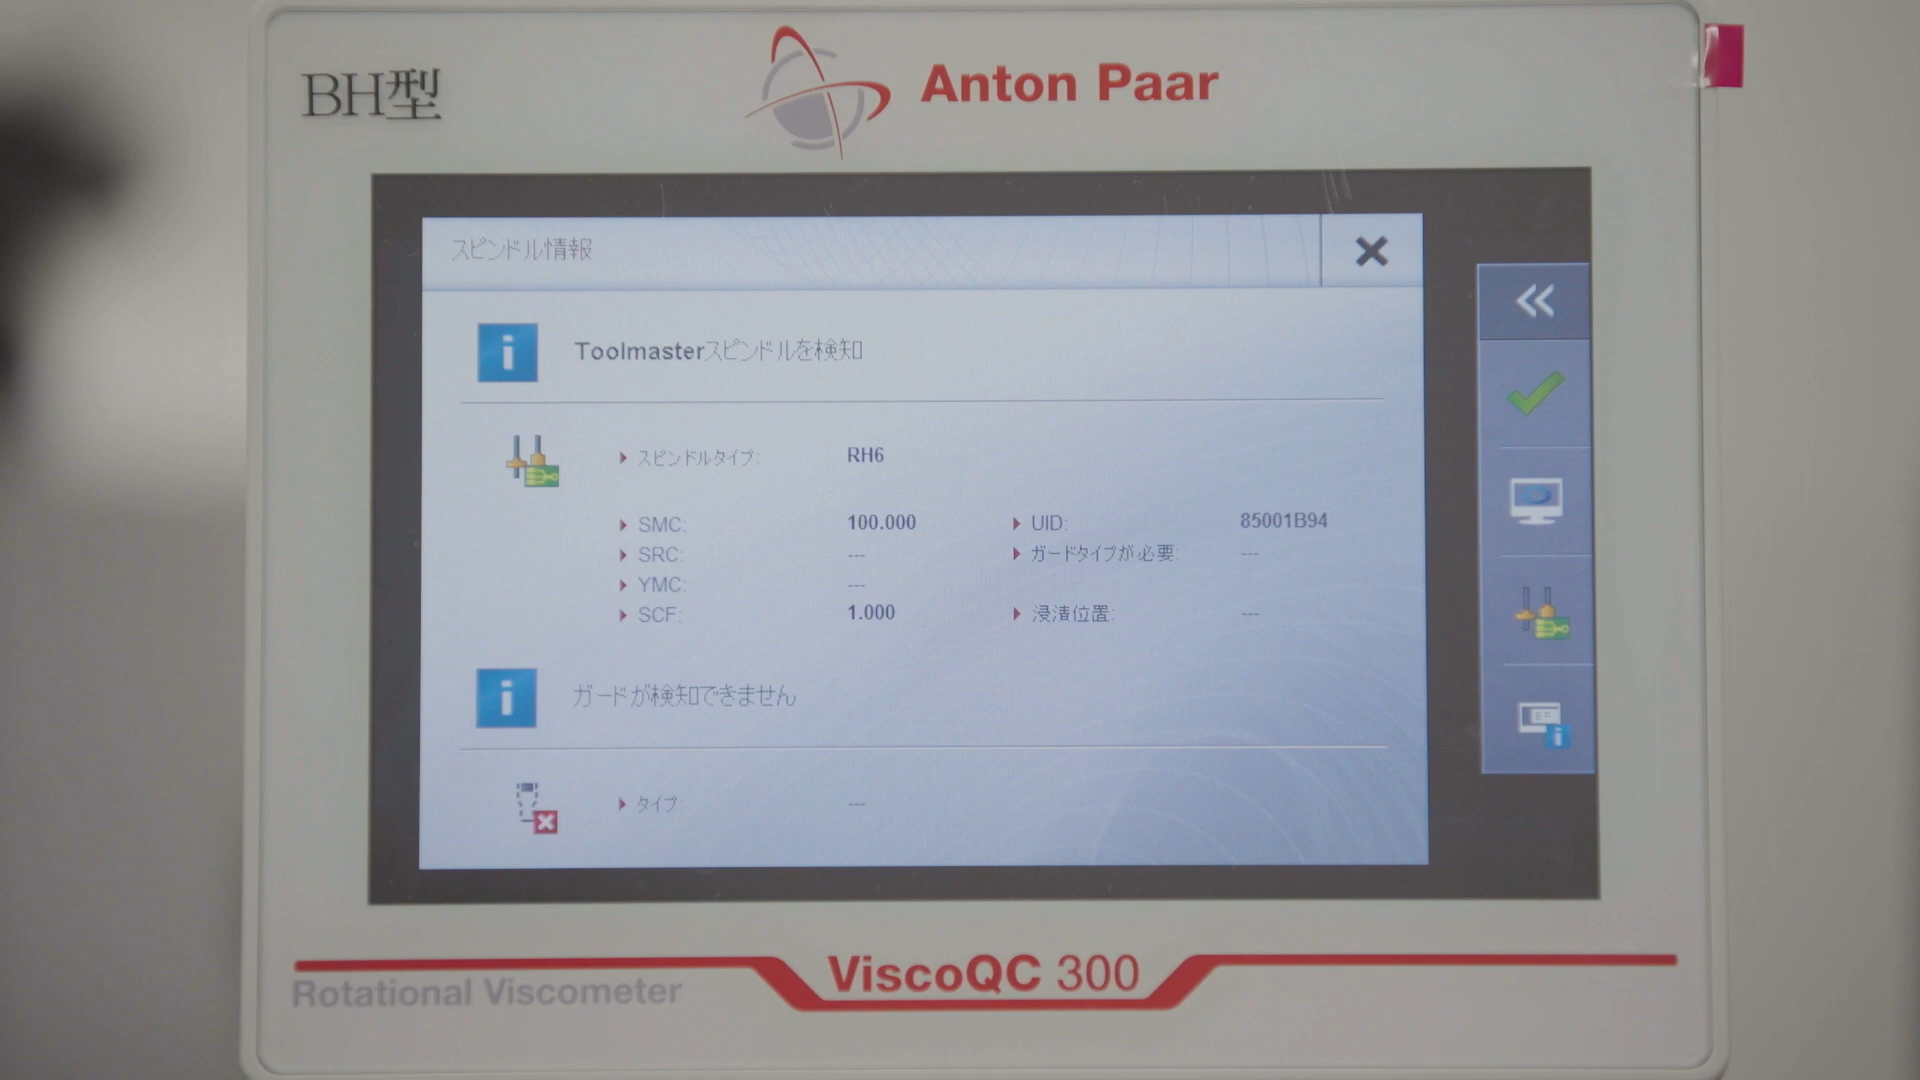 BH型
Anton Paar
スピンドル情報
Toolmasterスピンドルを検知
スピンドルタイプ: RH6
SMC: 100.000 UID: 85001B94
SRC: --- ガードタイプが必要: ---
YMC: ---
SCF: 1.000 浸漬位置: ---
ガードが検知できません
タイプ: ---
ViscoQC 300
Rotational Viscometer